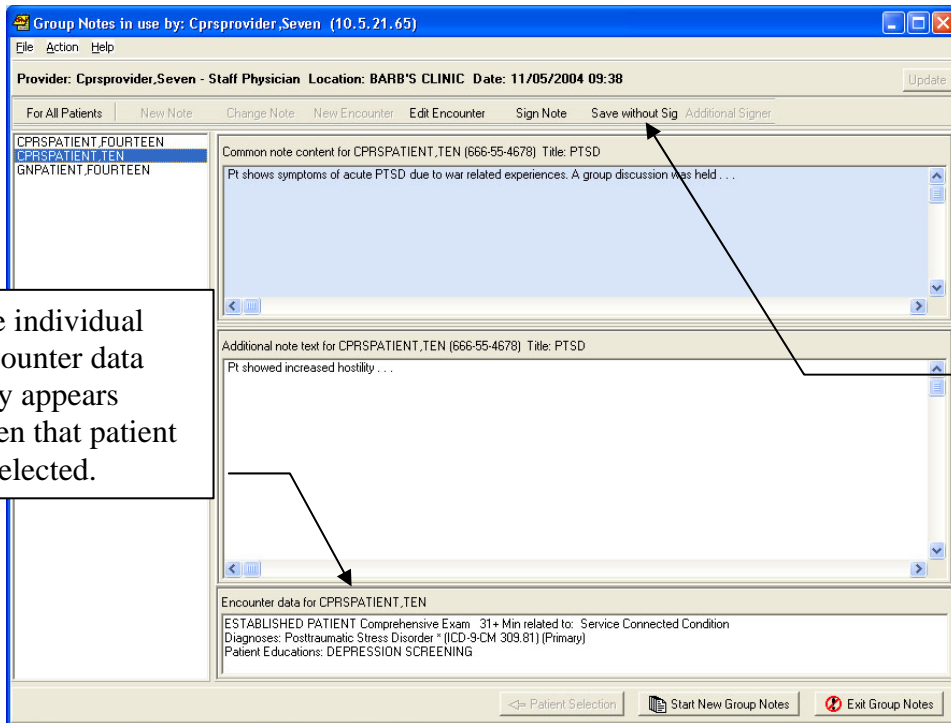 Group Notes in use by: Cprsprovider,Seven (10.5.21.65)
File Action Help
Provider: Cprsprovider,Seven - Staff Physician Location: BARB'S CLINIC Date: 11/05/2004 09:38
Update
For All Patients New Note Change Note New Encounter Edit Encounter Sign Note Save without Sig Additional Signer
CPRSPATIENT,FOURTEEN
CPRSPATIENT,TEN
GNPATIENT,FOURTEEN
Common note content for CPRSPATIENT,TEN (666-55-4678) Title: PTSD
Pt shows symptoms of acute PTSD due to war related experiences. A group discussion was held . . .
e individual
ounter data
y appears
en that patient
elected.
Additional note text for CPRSPATIENT,TEN (666-55-4678) Title: PTSD
Pt showed increased hostility . . .
Encounter data for CPRSPATIENT,TEN
ESTABLISHED PATIENT Comprehensive Exam 31+ Min related to: Service Connected Condition
Diagnoses: Posttraumatic Stress Disorder * (ICD-9-CM 309.81) (Primary)
Patient Educations: DEPRESSION SCREENING
<= Patient Selection Start New Group Notes Exit Group Notes